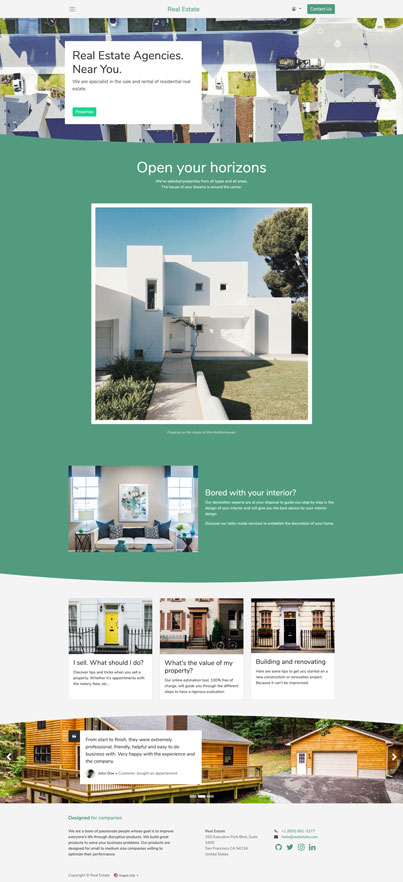 Real Estate
Contact Us
Real Estate Agencies.
Near You.
We are specialist in the sale and rental of residential real
estate.
Properties
Open your horizons
We've selected properties from all types and all areas.
The house of your dreams is around the corner.
Property on the coasts of the Mediterranean.
Bored with your interior?
Our decoration experts are at your disposal to guide you step by step in the
design of your interior and will give you the best advice for your interior
design.
Discover our tailor-made services to embellish the decoration of your home.
I sell. What should I do?
Discover tips and tricks when you sell a
property. Whether it's appointments with
the notary, fees, etc...
What's the value of my
property?
Our online estimation tool, 100% free of
charge, will guide you through the different
steps to have a rigorous evaluation.
Building and renovating
Here are some tips to get you started on a
new construction or renovation project.
Because it can't be improvised.
From start to finish, they were extremely
professional, friendly, helpful and easy to do
business with. Very happy with the experience and
the company.
John Doe • Customer, bought an appartement
Designed for companies
We are a team of passionate people whose goal is to improve
everyone's life through disruptive products. We build great
products to solve your business problems. Our products are
designed for small to medium size companies willing to
optimize their performance.
Real Estate
250 Executive Park Blvd, Suite
3400
San Francisco CA 94134
United States
hello@realestate.com
Copyright © Real Estate
English (US)